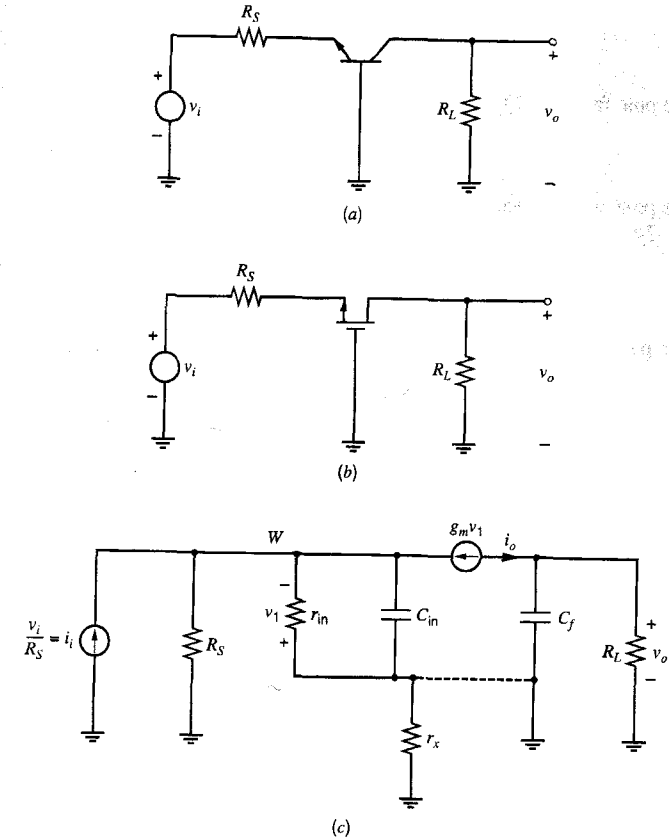 R_S
+
v_i
−
R_L
+
v_o
−
(a)
R_S
+
v_i
−
R_L
+
v_o
−
(b)
W
g_m v_1
i_o
v_i / R_S = i_i
R_S
−
v_1
+
r_in
C_in
C_f
R_L
+
v_o
−
r_x
(c)